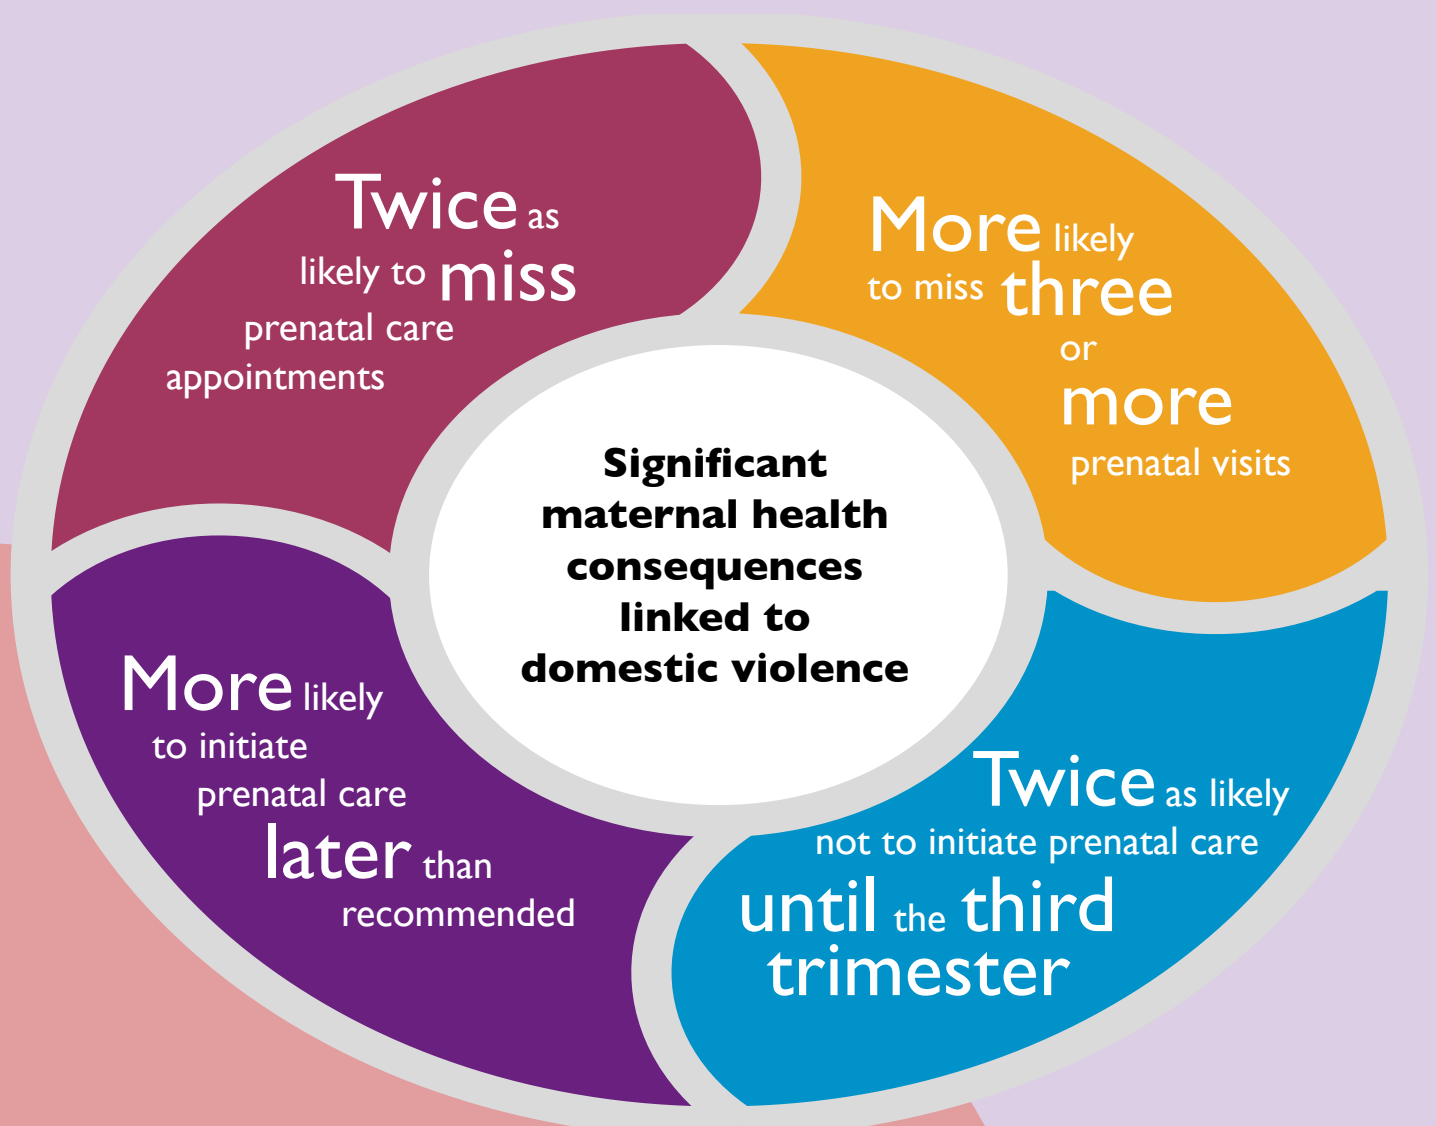 Twice as
likely to miss
prenatal care
appointments
More likely
to miss three
or
more
prenatal visits
Significant
maternal health
consequences
linked to
domestic violence
More likely
to initiate
prenatal care
later than
recommended
Twice as likely
not to initiate prenatal care
until the third
trimester